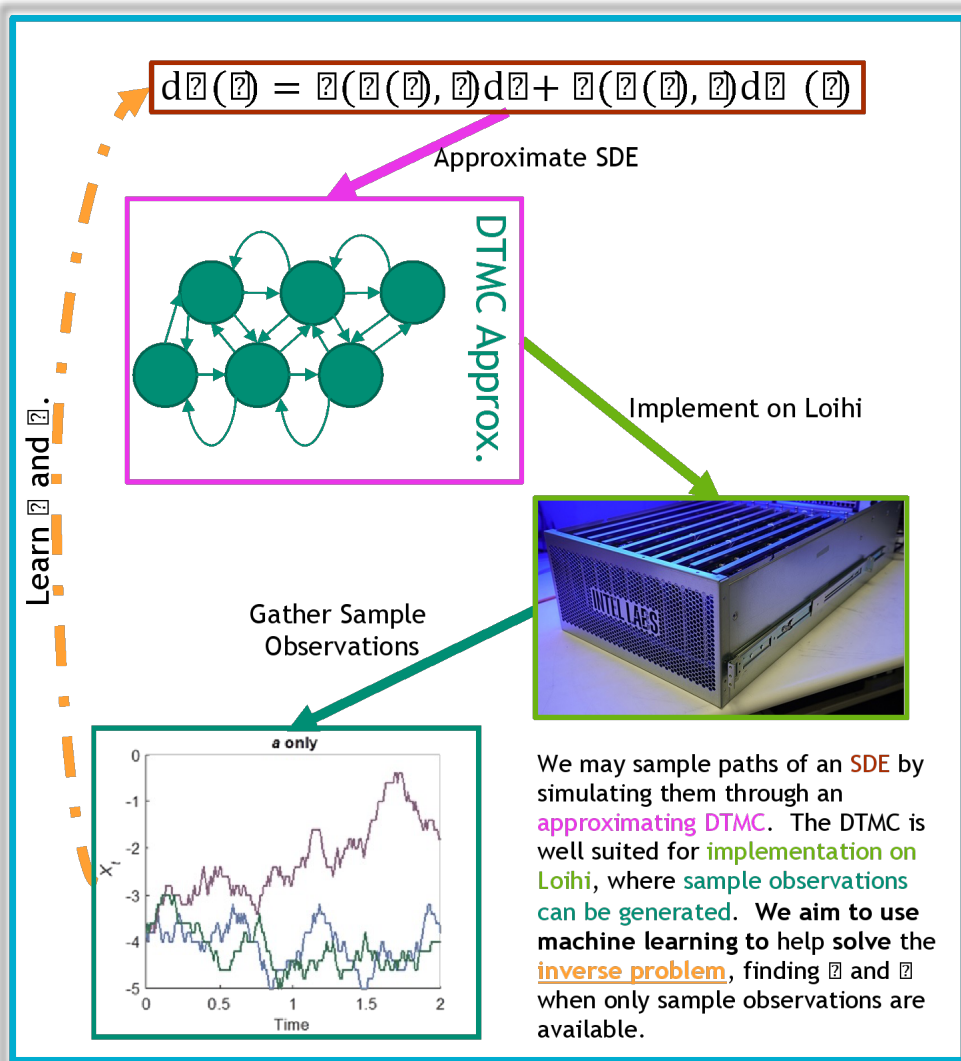 d⍰(⍰) = ⍰(⍰(⍰), ⍰)d⍰+ ⍰(⍰(⍰), ⍰)d⍰ (⍰)
Approximate SDE
DTMC Approx.
Implement on Loihi
Learn ⍰ and ⍰.
INTEL LABS
Gather Sample
Observations
a only
0
-1
-2
-3
-4
-5
X_t
0 0.5 1 1.5 2
Time
We may sample paths of an SDE by
simulating them through an
approximating DTMC. The DTMC is
well suited for implementation on
Loihi, where sample observations
can be generated. We aim to use
machine learning to help solve the
inverse problem, finding ⍰ and ⍰
when only sample observations are
available.